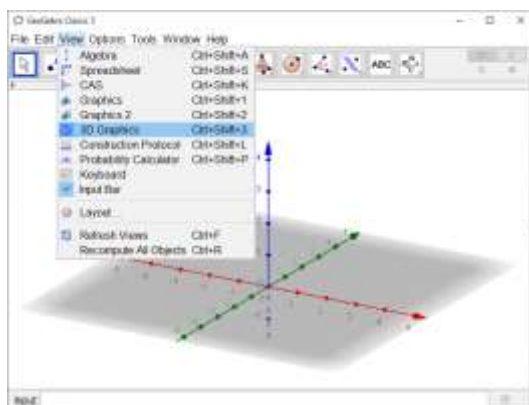 GeoGebra Classic 5
File Edit View Options Tools Window Help
Algebra Ctrl+Shift+A
Spreadsheet Ctrl+Shift+S
CAS Ctrl+Shift+K
Graphics Ctrl+Shift+1
Graphics 2 Ctrl+Shift+2
3D Graphics Ctrl+Shift+3
Construction Protocol Ctrl+Shift+L
Probability Calculator Ctrl+Shift+P
Keyboard
Input Bar
Layout...
Refresh Views Ctrl+F
Recompute All Objects Ctrl+R
ABC
Input: